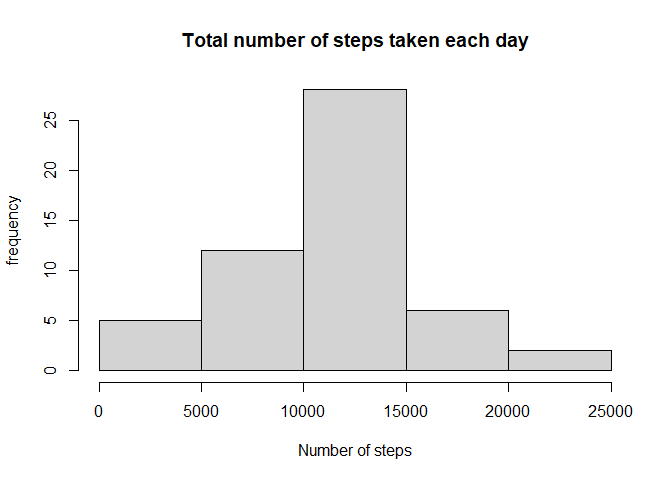 Total number of steps taken each day
frequency
25
20
15
10
5
0
0 5000 10000 15000 20000 25000
Number of steps